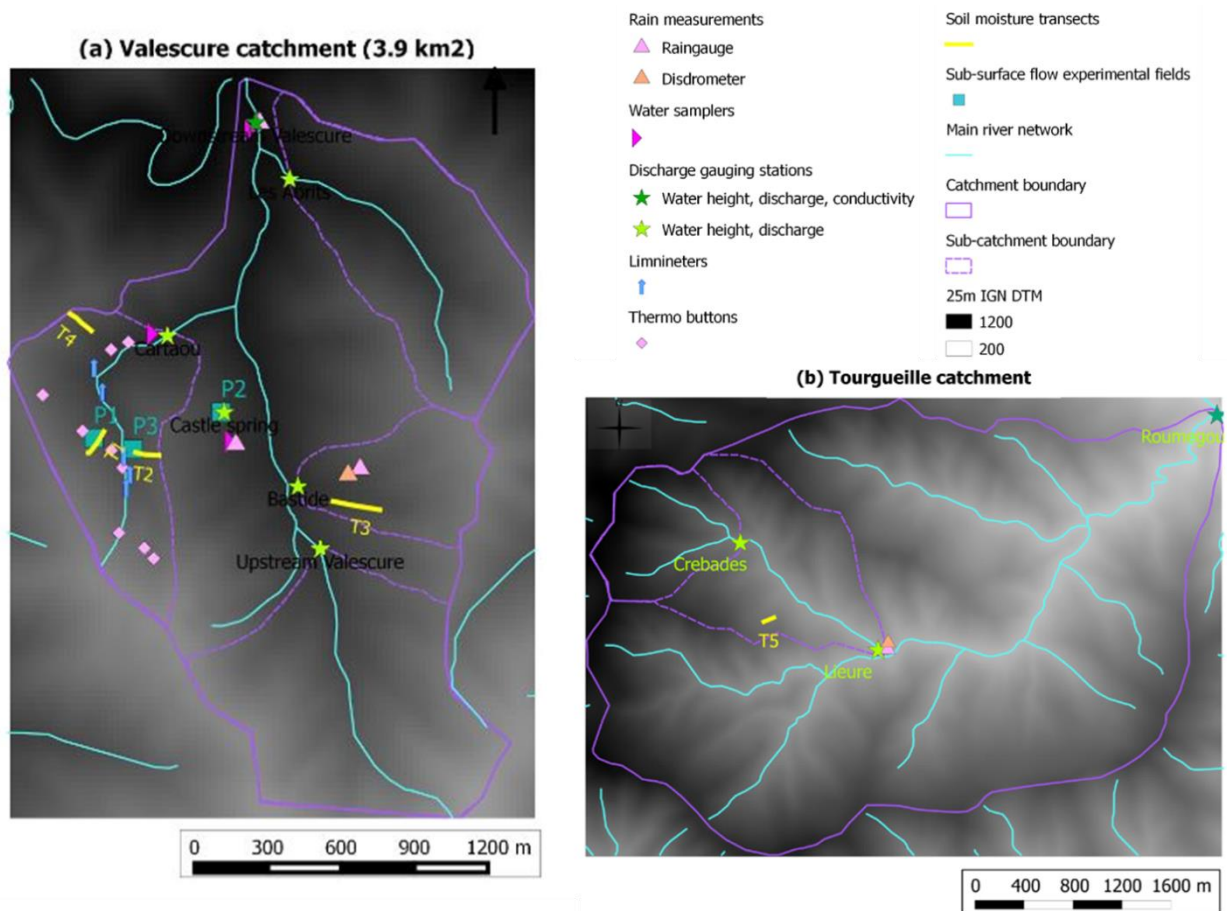 (a) Valescure catchment (3.9 km2)
Downstream Valescure
Les Abrits
T4
Cartaou
P2
Castle spring
P1
P3
T2
Bastide
T3
Upstream Valescure
0 300 600 900 1200 m
Rain measurements
Raingauge
Disdrometer
Water samplers
Discharge gauging stations
Water height, discharge, conductivity
Water height, discharge
Limnineters
Thermo buttons
Soil moisture transects
Sub-surface flow experimental fields
Main river network
Catchment boundary
Sub-catchment boundary
25m IGN DTM
1200
200
(b) Tourgueille catchment
Crebades
T5
Lieure
0 400 800 1200 1600 m